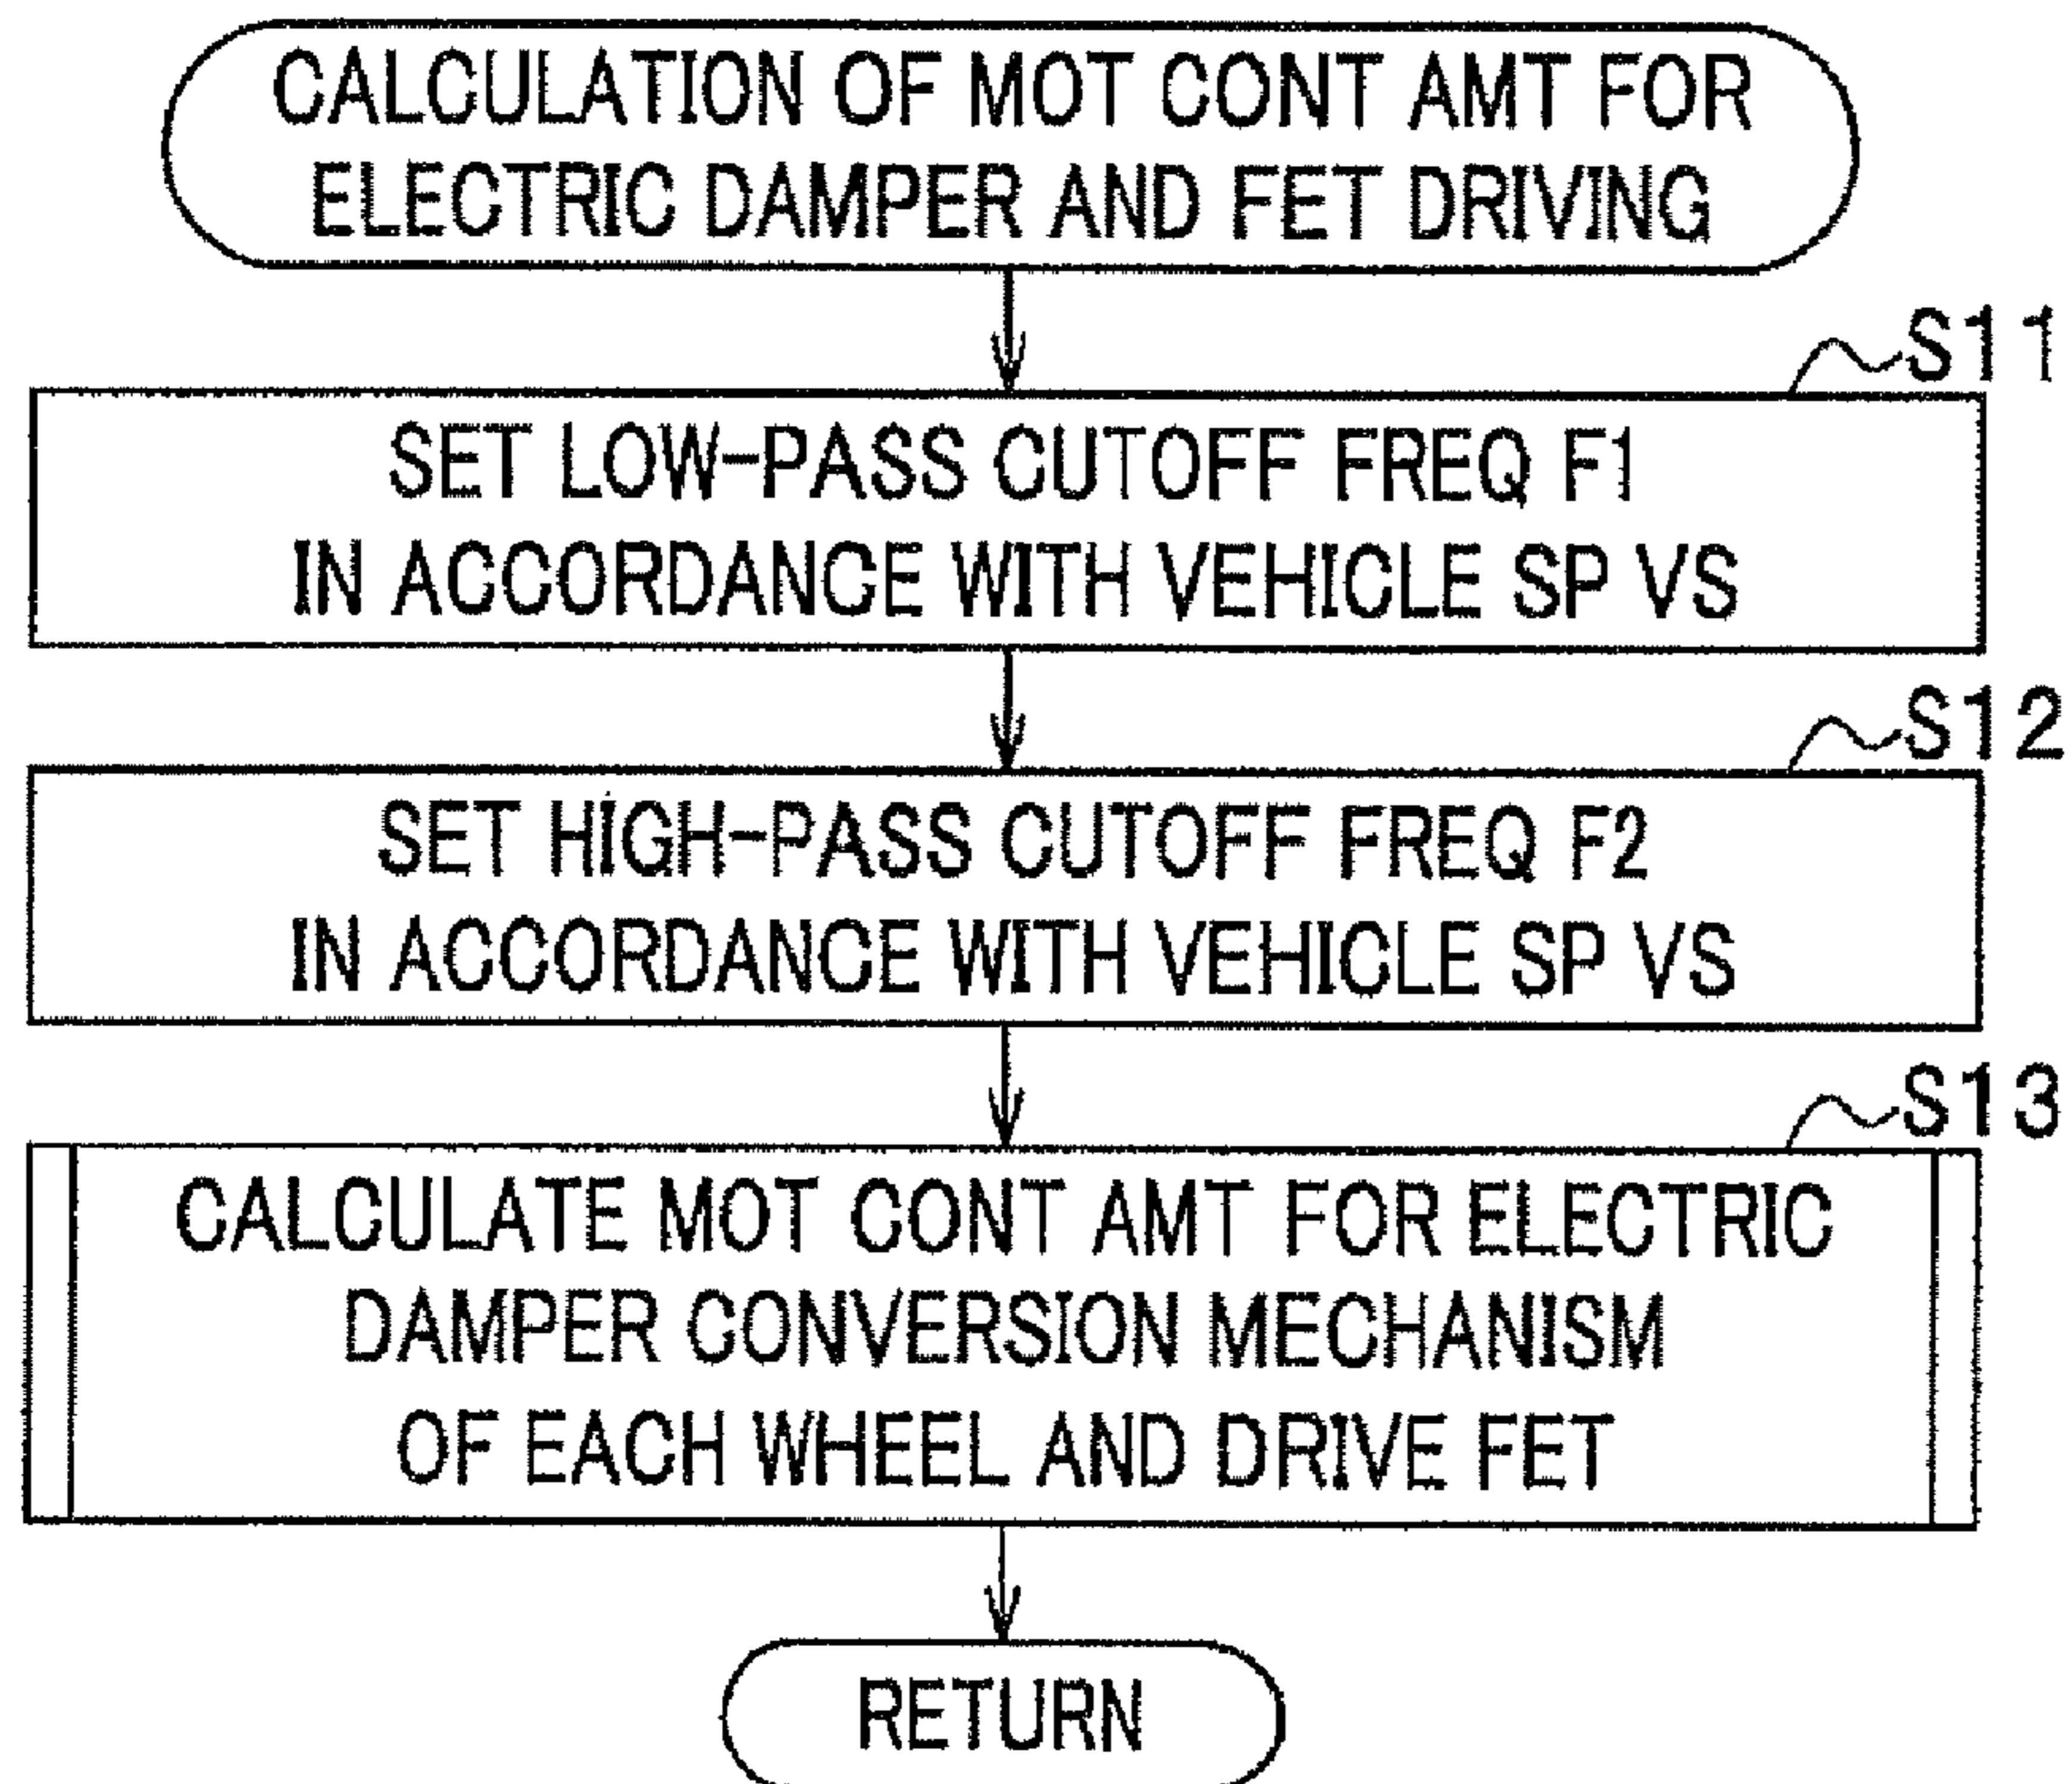 CALCULATION OF MOT CONT AMT FOR
ELECTRIC DAMPER AND FET DRIVING
S11
SET LOW-PASS CUTOFF FREQ F1
IN ACCORDANCE WITH VEHICLE SP VS
S12
SET HIGH-PASS CUTOFF FREQ F2
IN ACCORDANCE WITH VEHICLE SP VS
S13
CALCULATE MOT CONT AMT FOR ELECTRIC
DAMPER CONVERSION MECHANISM
OF EACH WHEEL AND DRIVE FET
RETURN